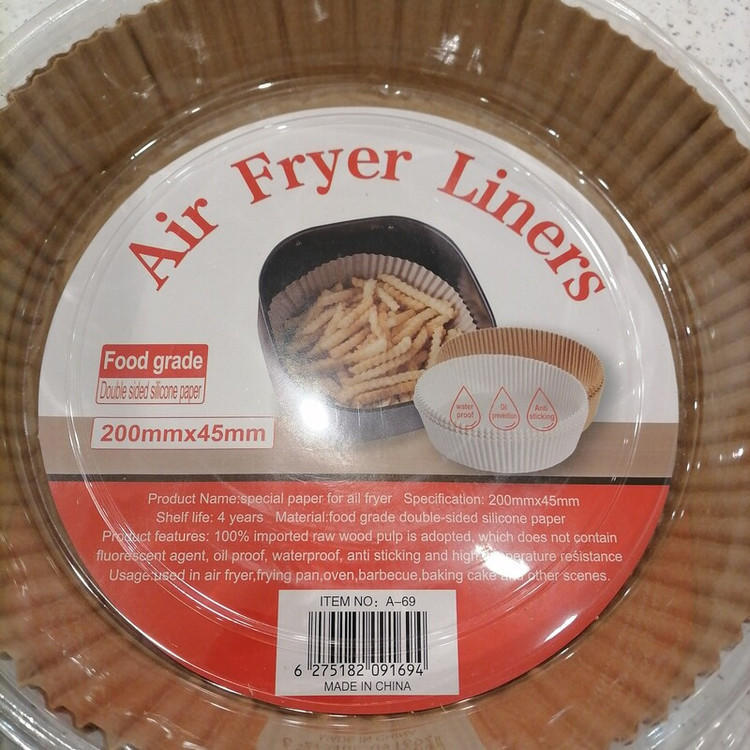 Air Fryer Liners
Food grade
Double sided silicone paper
200mmx45mm
water proof
Oil prevention
Anti sticking
Product Name:special paper for ail fryer Specification: 200mmx45mm
Shelf life: 4 years Material:food grade double-sided silicone paper
Product features: 100% imported raw wood pulp is adopted, which does not contain
fluorescent agent, oil proof, waterproof, anti sticking and high temperature resistance
Usage:used in air fryer,frying pan,oven,barbecue,baking cake and other scenes.
ITEM NO: A-69
6 275182 091694
MADE IN CHINA